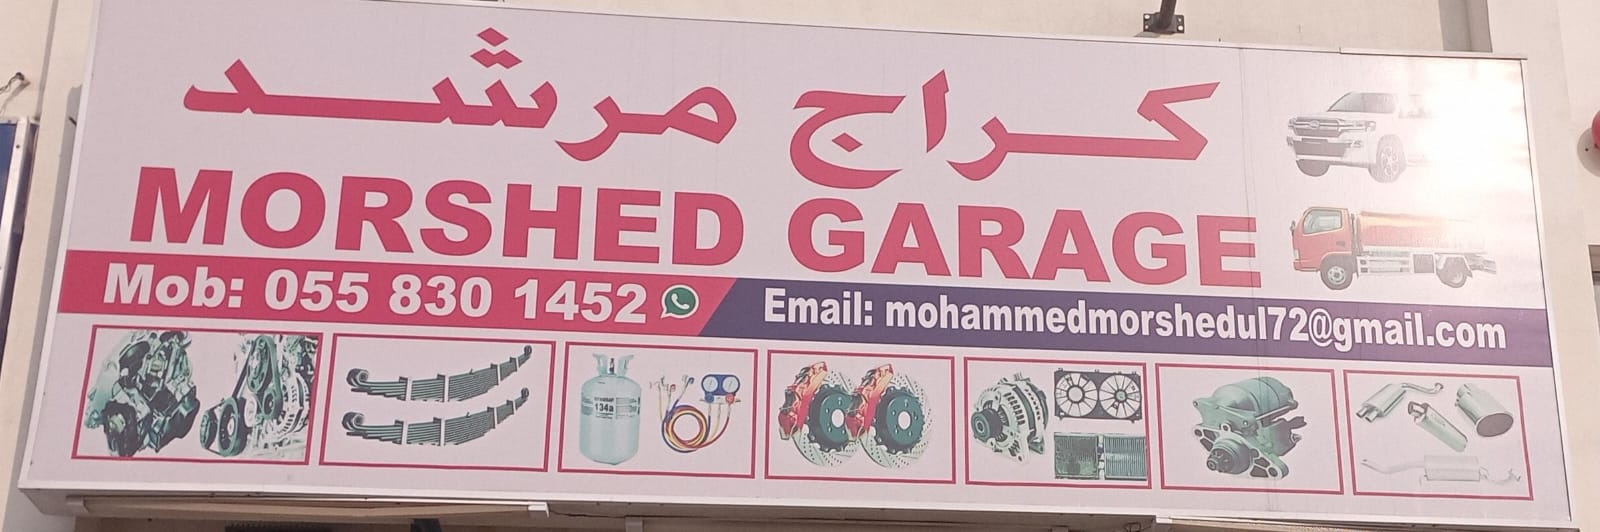 كراج مرشد
MORSHED GARAGE
Mob: 055 830 1452
Email: mohammedmorshedul72@gmail.com
134a